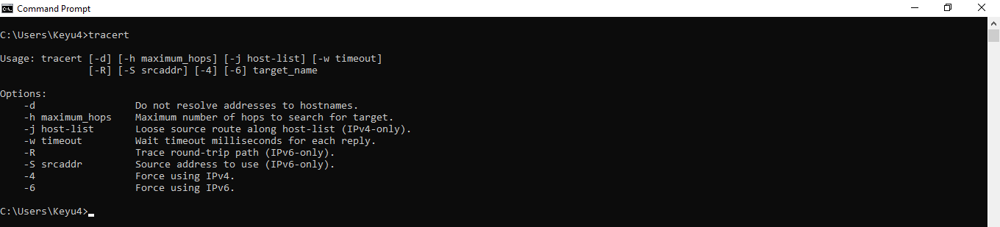 Command Prompt
C:\Users\Keyu4>tracert
Usage: tracert [-d] [-h maximum_hops] [-j host-list] [-w timeout]
[-R] [-S srcaddr] [-4] [-6] target_name
Options:
-d Do not resolve addresses to hostnames.
-h maximum_hops Maximum number of hops to search for target.
-j host-list Loose source route along host-list (IPv4-only).
-w timeout Wait timeout milliseconds for each reply.
-R Trace round-trip path (IPv6-only).
-S srcaddr Source address to use (IPv6-only).
-4 Force using IPv4.
-6 Force using IPv6.
C:\Users\Keyu4>